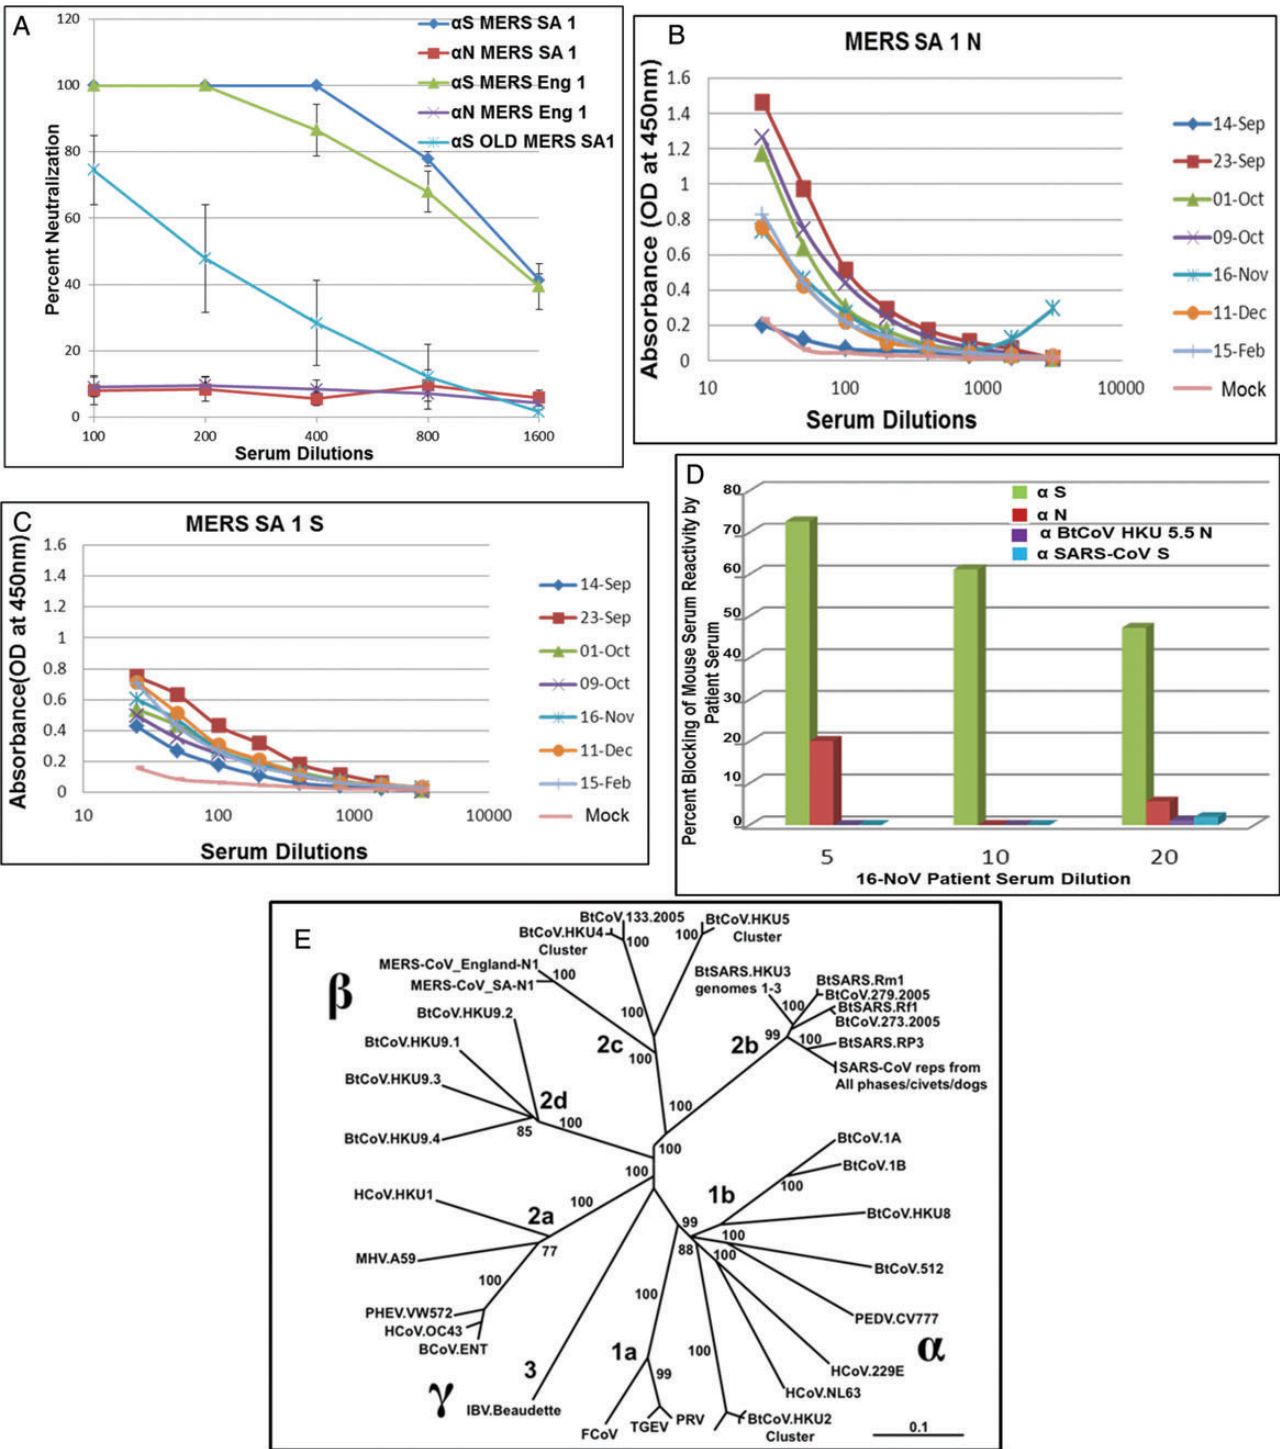 A
120
100
80
60
40
20
0
Percent Neutralization
100 200 400 800 1600
Serum Dilutions
αS MERS SA 1
αN MERS SA 1
αS MERS Eng 1
αN MERS Eng 1
αS OLD MERS SA1
B
MERS SA 1 N
Absorbance (OD at 450nm)
1.6
1.4
1.2
1
0.8
0.6
0.4
0.2
0
10 100 1000 10000
Serum Dilutions
14-Sep
23-Sep
01-Oct
09-Oct
16-Nov
11-Dec
15-Feb
Mock
C
MERS SA 1 S
Absorbance(OD at 450nm)
1.6
1.4
1.2
1
0.8
0.6
0.4
0.2
0
10 100 1000 10000
Serum Dilutions
14-Sep
23-Sep
01-Oct
09-Oct
16-Nov
11-Dec
15-Feb
Mock
D
Percent Blocking of Mouse Serum Reactivity by
Patient Serum
80
70
60
50
40
30
20
10
0
α S
α N
α BtCoV HKU 5.5 N
α SARS-CoV S
5 10 20
16-NoV Patient Serum Dilution
E
β
BtCoV.133.2005
BtCoV.HKU4
Cluster
100
BtCoV.HKU5
Cluster
100
MERS-CoV_England-N1
MERS-CoV_SA-N1
100
100
2c
100
BtSARS.HKU3
genomes 1-3
BtSARS.Rm1
BtCoV.279.2005
BtSARS.Rf1
BtCoV.273.2005
BtSARS.RP3
SARS-CoV reps from
All phases/civets/dogs
100
99
100
2b
100
BtCoV.HKU9.2
BtCoV.HKU9.1
BtCoV.HKU9.3
BtCoV.HKU9.4
2d
100
85
100
100
HCoV.HKU1
2a
100
MHV.A59
77
100
PHEV.VW572
HCoV.OC43
BCoV.ENT
BtCoV.1A
BtCoV.1B
100
1b
BtCoV.HKU8
99
100
88
100
BtCoV.512
PEDV.CV777
α
HCoV.229E
HCoV.NL63
100
BtCoV.HKU2
Cluster
1a
100
99
FCoV
TGEV
PRV
3
γ
IBV.Beaudette
0.1